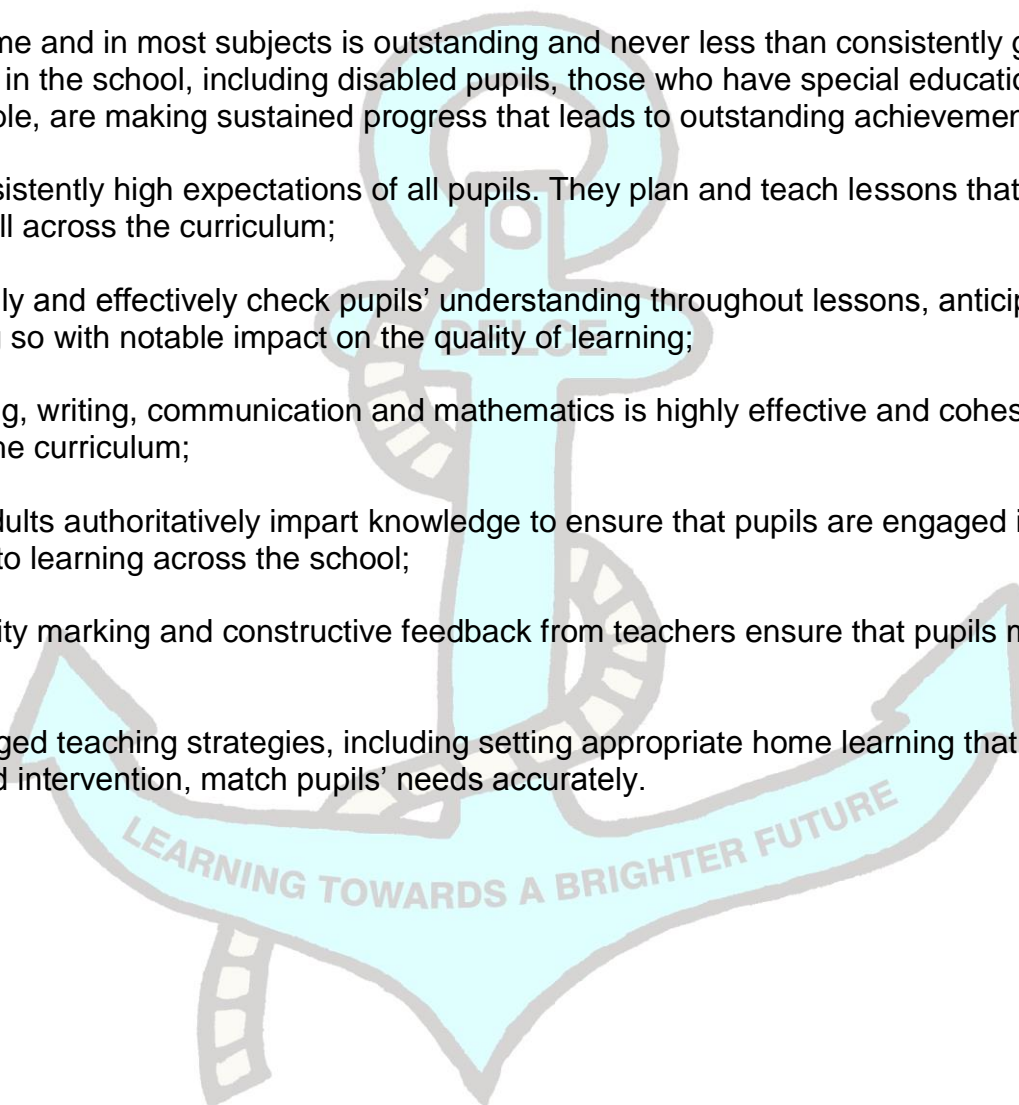 me and in most subjects is outstanding and never less than consistently g
in the school, including disabled pupils, those who have special educatio
ole, are making sustained progress that leads to outstanding achievemen
sistently high expectations of all pupils. They plan and teach lessons that
ll across the curriculum;
ly and effectively check pupils’ understanding throughout lessons, anticip
g so with notable impact on the quality of learning;
DELCE
g, writing, communication and mathematics is highly effective and cohes
he curriculum;
dults authoritatively impart knowledge to ensure that pupils are engaged i
to learning across the school;
ity marking and constructive feedback from teachers ensure that pupils m
ged teaching strategies, including setting appropriate home learning that
d intervention, match pupils’ needs accurately.
LEARNING TOWARDS A BRIGHTER FUTURE